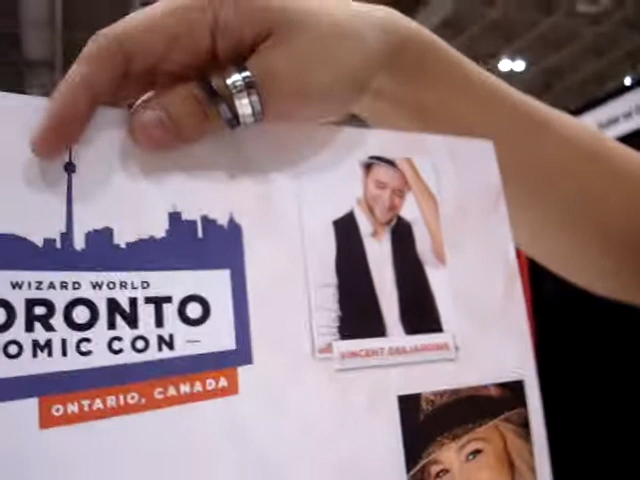 WIZARD WORLD
ORONTO
OMIC CON
ONTARIO, CANADA
VINCENT DESJARDINS